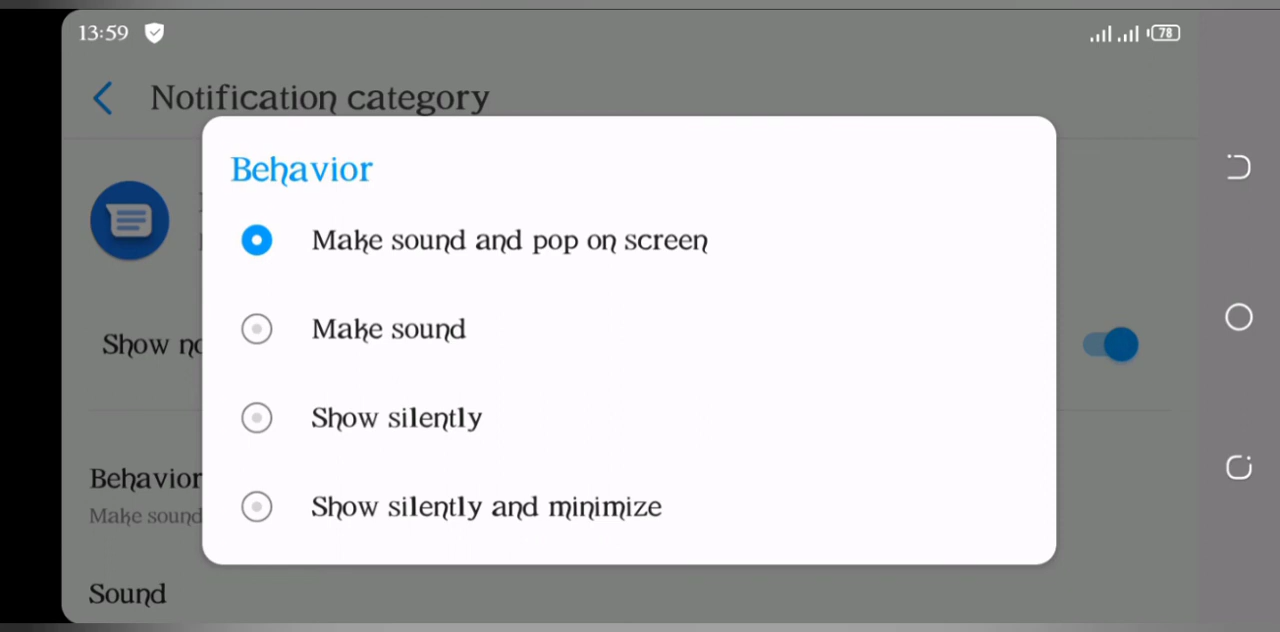 13:59
78
Notification category
Behavior
Make sound and pop on screen
Make sound
Show silently
Show silently and minimize
Show
Behavior
Make sound
Sound